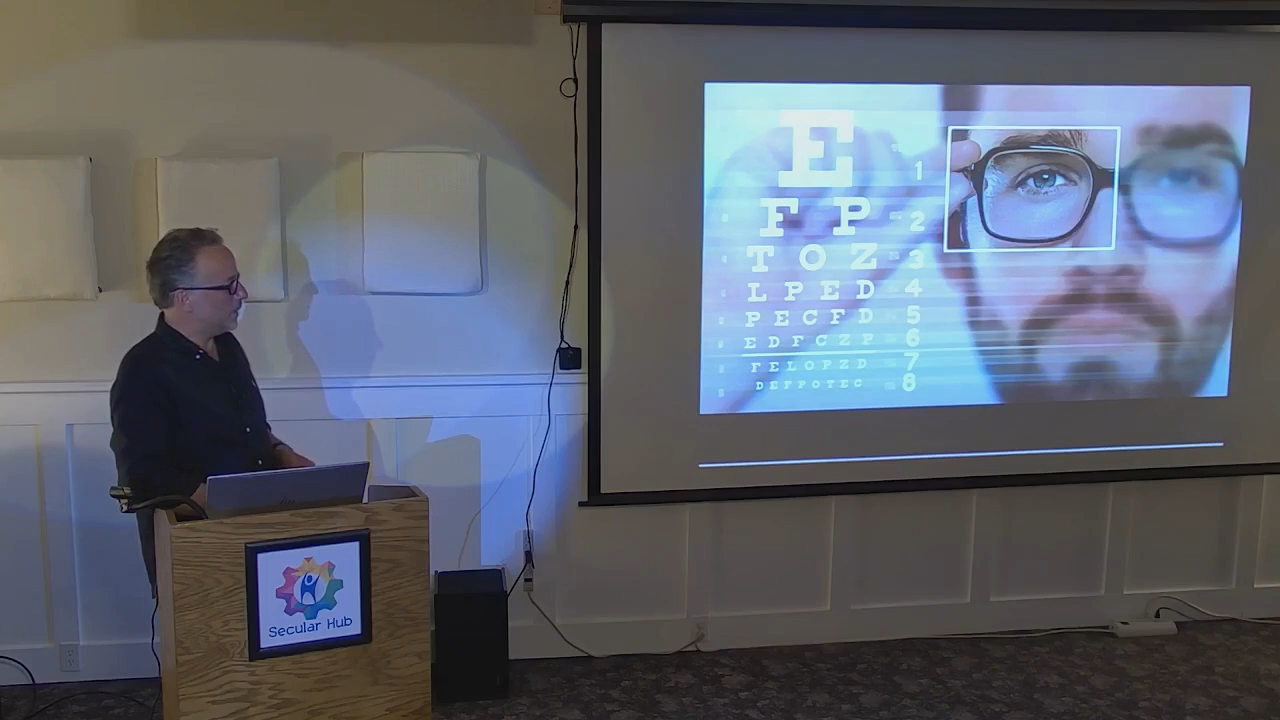 E
1
F P
2
T O Z
3
L P E D
4
P E C F D
5
E D F C Z P
6
F E L O P Z D
7
D E F P O T E C
8
Secular Hub